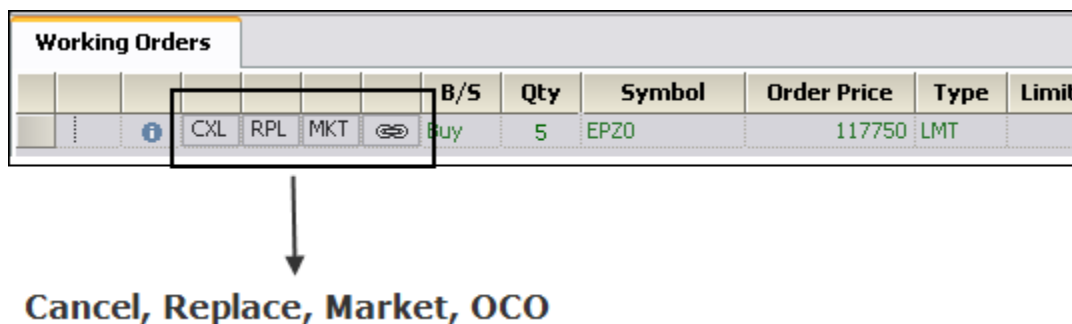 Working Orders
B/S Qty Symbol Order Price Type Limit
CXL RPL MKT Buy 5 EPZ0 117750 LMT
Cancel, Replace, Market, OCO